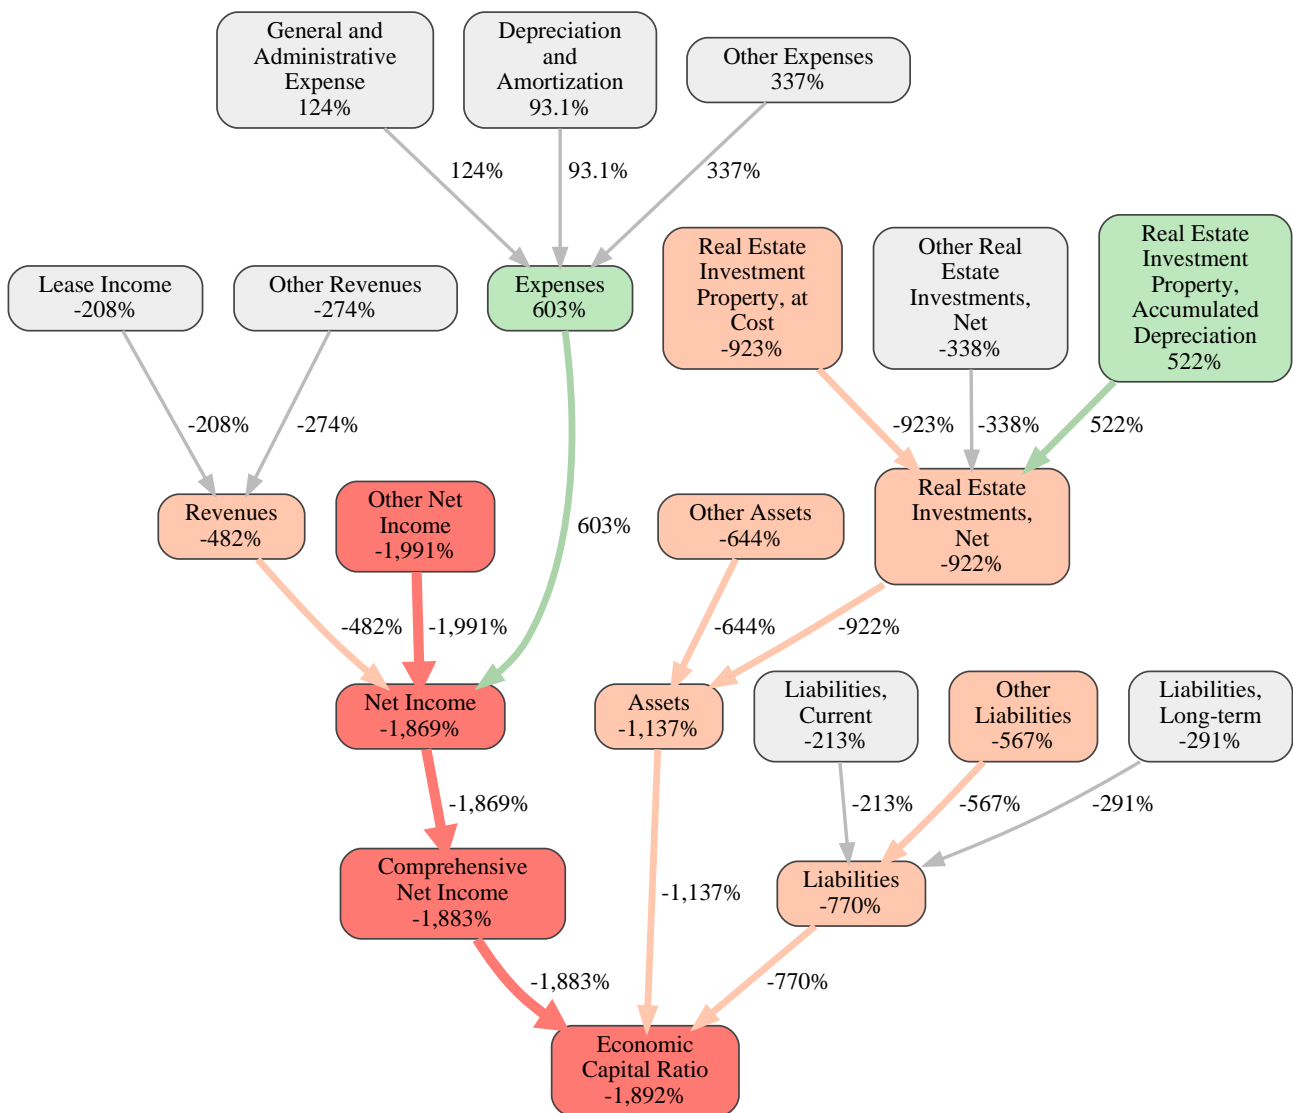 General and
Administrative
Expense
124%
Depreciation
and
Amortization
93.1%
Other Expenses
337%
124%
93.1%
337%
Lease Income
-208%
Other Revenues
-274%
Expenses
603%
Real Estate
Investment
Property, at
Cost
-923%
Other Real
Estate
Investments,
Net
-338%
Real Estate
Investment
Property,
Accumulated
Depreciation
522%
-208%
-274%
-923%
-338%
522%
Revenues
-482%
Other Net
Income
-1,991%
603%
Other Assets
-644%
Real Estate
Investments,
Net
-922%
-482%
-1,991%
-644%
-922%
Net Income
-1,869%
Assets
-1,137%
Liabilities,
Current
-213%
Other
Liabilities
-567%
Liabilities,
Long-term
-291%
-1,869%
-213%
-567%
-291%
Comprehensive
Net Income
-1,883%
-1,137%
Liabilities
-770%
-1,883%
-770%
Economic
Capital Ratio
-1,892%